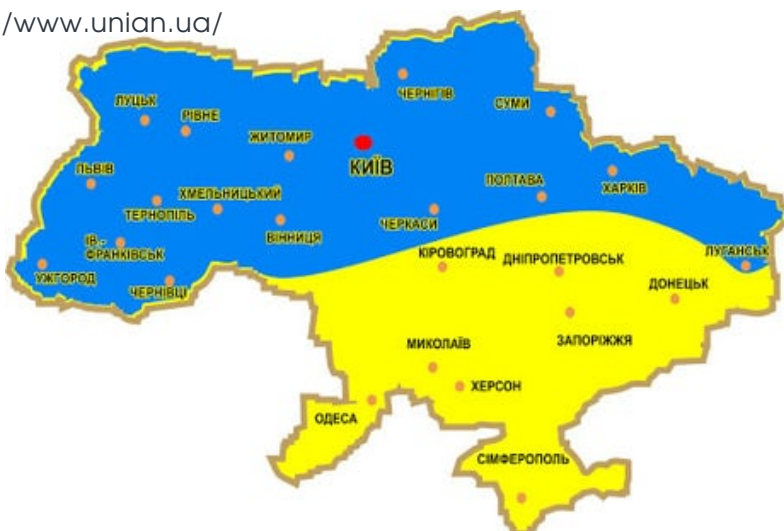 /www.unian.ua/
ЧЕРНІГІВ
СУМИ
ЛУЦЬК
РІВНЕ
ЖИТОМИР
КИЇВ
ЛЬВІВ
ХМЕЛЬНИЦЬКИЙ
ПОЛТАВА
ХАРКІВ
ТЕРНОПІЛЬ
ВІННИЦЯ
ЧЕРКАСИ
ІВ.-
ФРАНКІВСЬК
УЖГОРОД
ЧЕРНІВЦІ
КІРОВОГРАД
ДНІПРОПЕТРОВСЬК
ЛУГАНСЬК
ДОНЕЦЬК
МИКОЛАЇВ
ЗАПОРІЖЖЯ
ХЕРСОН
ОДЕСА
СІМФЕРОПОЛЬ